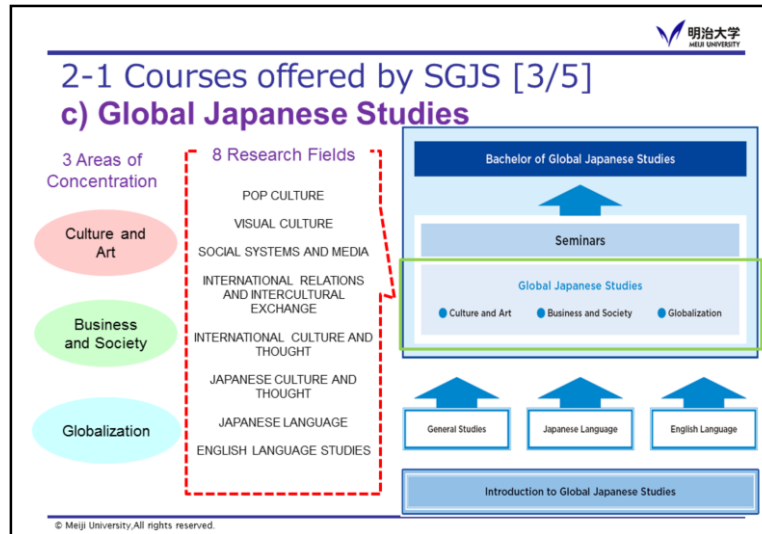 明治大学
MEIJI UNIVERSITY
2-1 Courses offered by SGJS [3/5]
c) Global Japanese Studies
3 Areas of
Concentration
Culture and
Art
Business
and Society
Globalization
8 Research Fields
POP CULTURE
VISUAL CULTURE
SOCIAL SYSTEMS AND MEDIA
INTERNATIONAL RELATIONS
AND INTERCULTURAL
EXCHANGE
INTERNATIONAL CULTURE AND
THOUGHT
JAPANESE CULTURE AND
THOUGHT
JAPANESE LANGUAGE
ENGLISH LANGUAGE STUDIES
Bachelor of Global Japanese Studies
Seminars
Global Japanese Studies
Culture and Art
Business and Society
Globalization
General Studies
Japanese Language
English Language
Introduction to Global Japanese Studies
© Meiji University,All rights reserved.